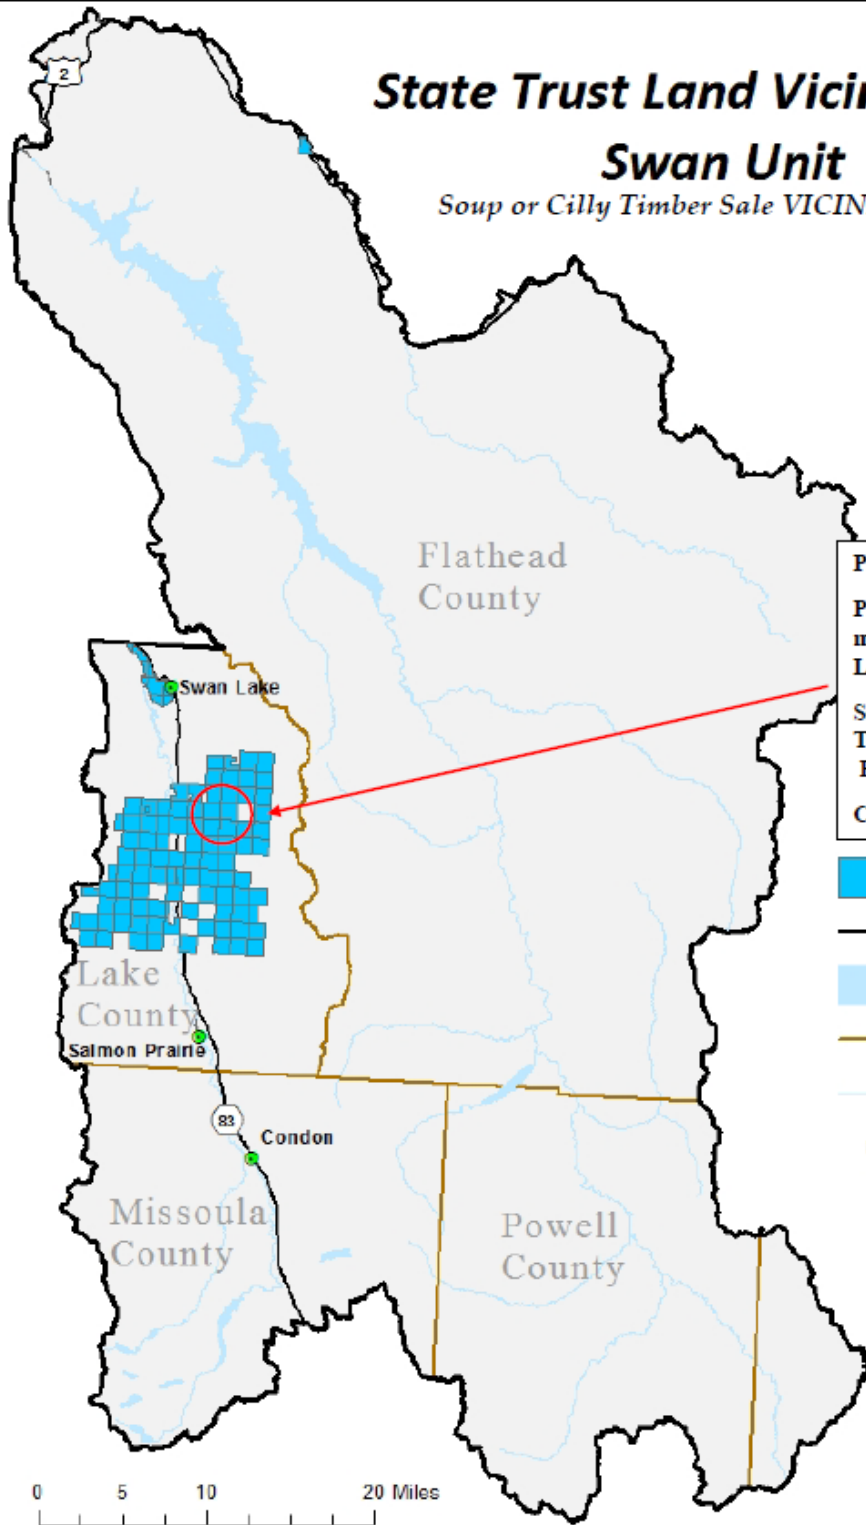 State Trust Land Vicin
Swan Unit
Soup or Cilly Timber Sale VICIN
2
Flathead
County
P
P
m
L
S
T
C
Swan Lake
Lake
County
Salmon Prairie
83
Condon
Missoula
County
Powell
County
0 5 10 20 Miles